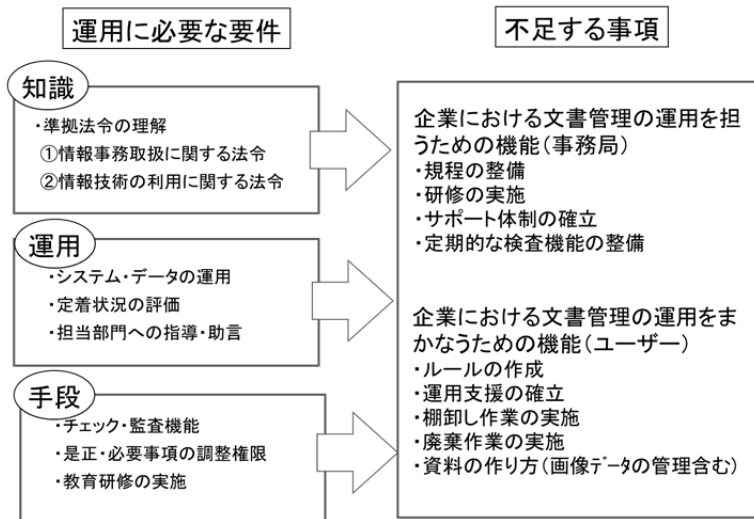 運用に必要な要件
不足する事項
知識
・準拠法令の理解
①情報事務取扱に関する法令
②情報技術の利用に関する法令
運用
・システム・データの運用
・定着状況の評価
・担当部門への指導・助言
手段
・チェック・監査機能
・是正・必要事項の調整権限
・教育研修の実施
企業における文書管理の運用を担
うための機能(事務局)
・規程の整備
・研修の実施
・サポート体制の確立
・定期的な検査機能の整備
企業における文書管理の運用をま
かなうための機能(ユーザー)
・ルールの作成
・運用支援の確立
・棚卸し作業の実施
・廃棄作業の実施
・資料の作り方(画像データの管理含む)